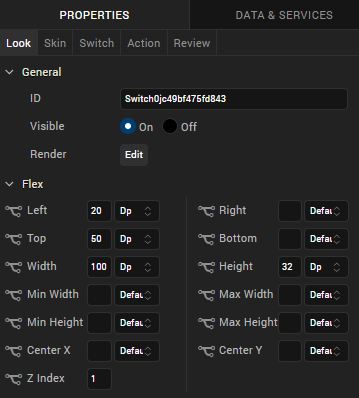 PROPERTIES DATA & SERVICES
Look Skin Switch Action Review
General
ID Switch0jc49bf475fd843
Visible On Off
Render Edit
Flex
Left 20 Dp Right Defau
Top 50 Dp Bottom Defau
Width 100 Dp Height 32 Dp
Min Width Defau Max Width Defau
Min Height Defau Max Height Defau
Center X Defau Center Y Defau
Z Index 1